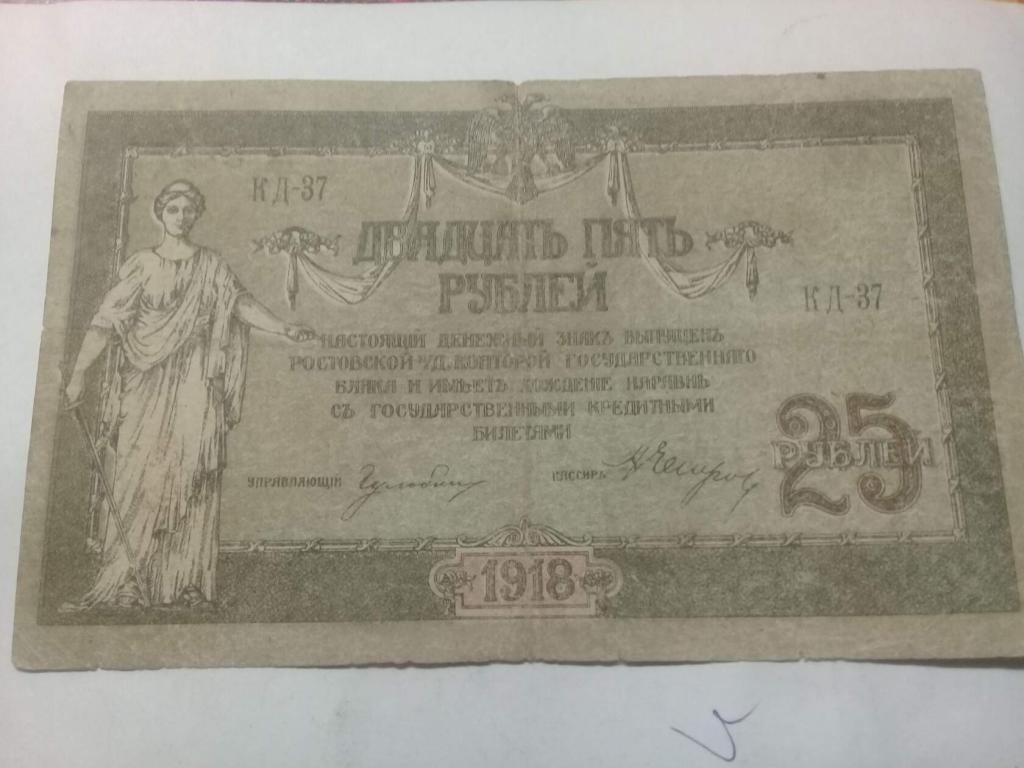 КД-37
ДВАДЦАТЬ ПЯТЬ
РУБЛЕЙ
КД-37
НАСТОЯЩІЙ ДЕНЕЖНЫЙ ЗНАКЪ ВЫПУЩЕНЪ
РОСТОВСКОЙ-Н/Д. КОНТОРОЙ ГОСУДАРСТВЕННАГО
БАНКА И ИМѢЕТЪ ХОЖДЕНІЕ НАРАВНѢ
СЪ ГОСУДАРСТВЕННЫМИ КРЕДИТНЫМИ
БИЛЕТАМИ
25
РУБЛЕЙ
УПРАВЛЯЮЩІЙ
КАССИРЪ
1918